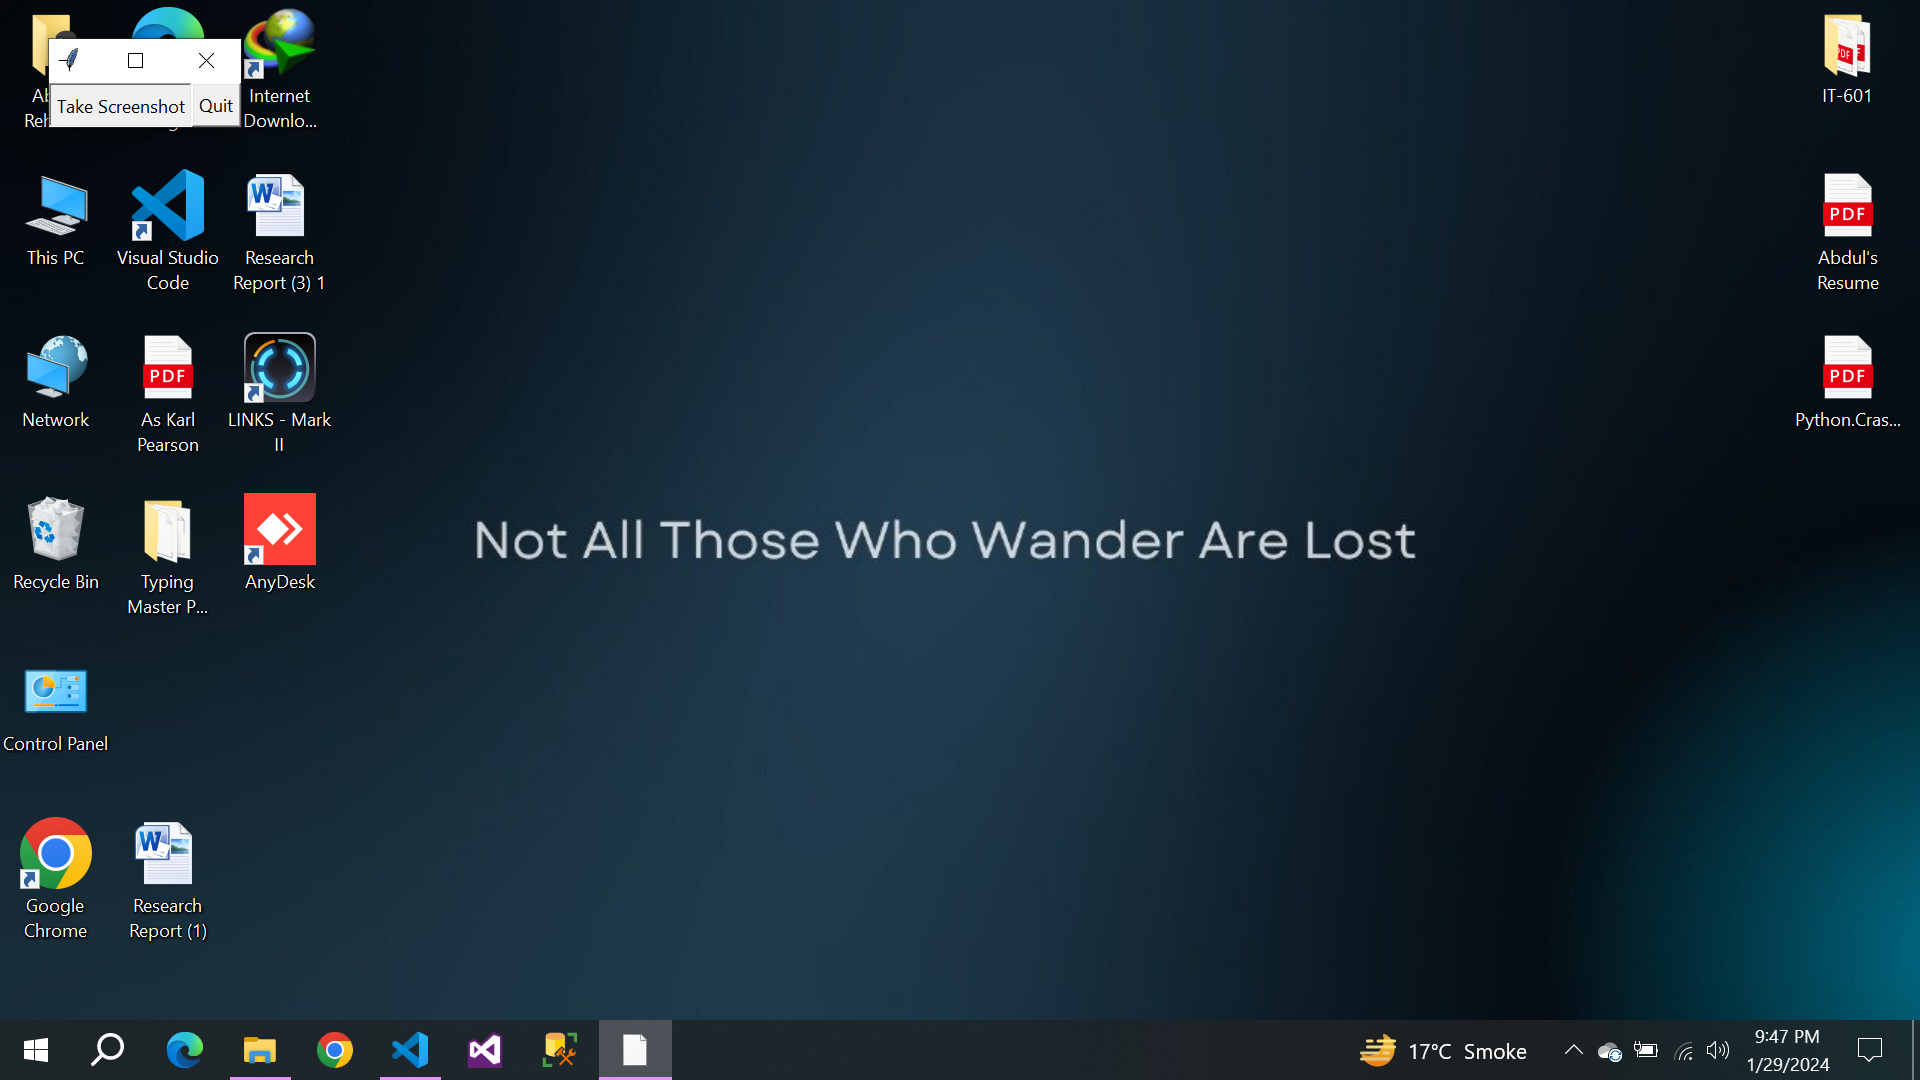 Take Screenshot
Quit
Internet
Downlo...
This PC
Visual Studio
Code
Research
Report (3) 1
Network
As Karl
Pearson
LINKS - Mark
II
Recycle Bin
Typing
Master P...
AnyDesk
Control Panel
Google
Chrome
Research
Report (1)
Not All Those Who Wander Are Lost
IT-601
PDF
Abdul's
Resume
PDF
Python.Cras...
PDF
17°C Smoke
9:47 PM
1/29/2024